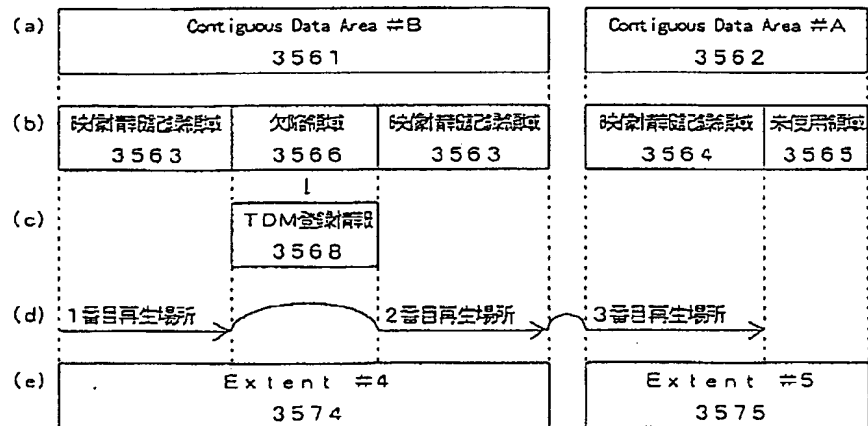 (a) Contiguous Data Area #B Contiguous Data Area #A
3561 3562
(b) 映像情報記録領域 欠陥領域 映像情報記録領域 映像情報記録領域 未使用領域
3563 3566 3563 3564 3565
(c) TDM登録情報
3568
(d) 1番目再生場所 2番目再生場所 3番目再生場所
(e) Extent #4 Extent #5
3574 3575